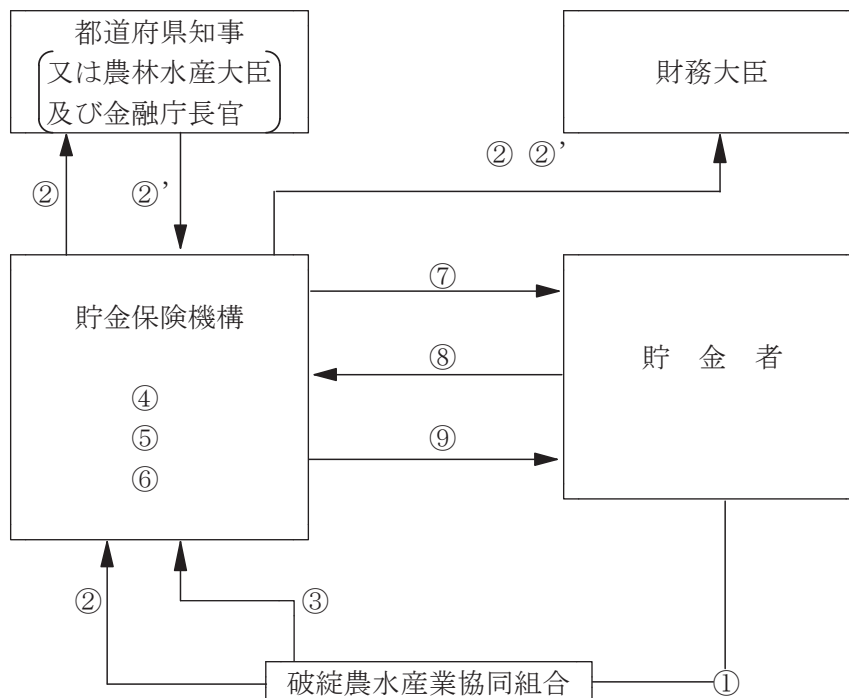 都道府県知事
又は農林水産大臣
及び金融庁長官
財務大臣
② ②’
②
②’
貯金保険機構
④
⑤
⑥
⑦
⑧
⑨
貯 金 者
②
③
破綻農水産業協同組合
①